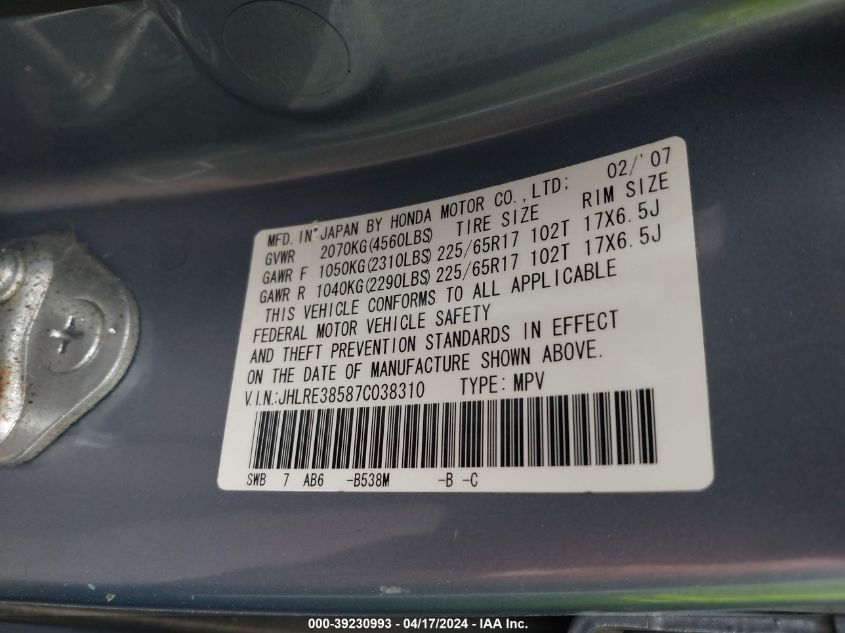 MFD. IN JAPAN BY HONDA MOTOR CO., LTD; 02/'07
GVWR 2070KG(4560LBS) TIRE SIZE RIM SIZE
GAWR F 1050KG(2310LBS) 225/65R17 102T 17X6.5J
GAWR R 1040KG(2290LBS) 225/65R17 102T 17X6.5J
THIS VEHICLE CONFORMS TO ALL APPLICABLE
FEDERAL MOTOR VEHICLE SAFETY
AND THEFT PREVENTION STANDARDS IN EFFECT
ON THE DATE OF MANUFACTURE SHOWN ABOVE.
V.I.N.:JHLRE38587C038310 TYPE: MPV
SWB 7 AB6 -B538M -B -C
000-39230993 - 04/17/2024 - IAA Inc.